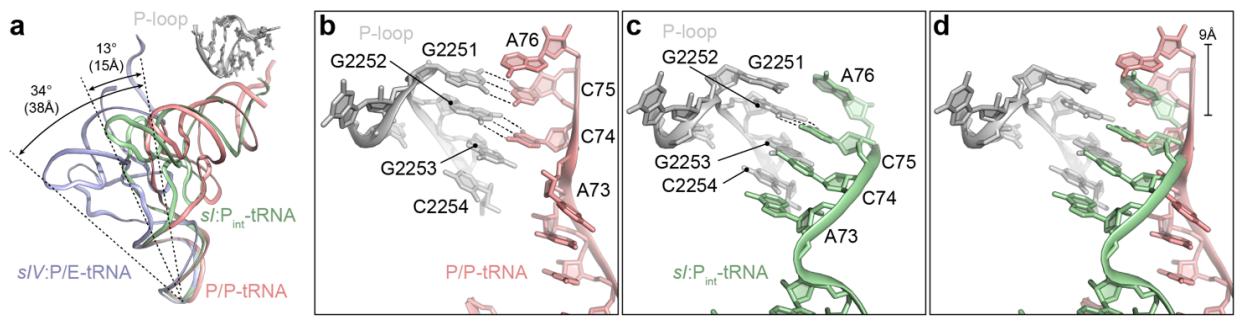 a
P-loop
13°
(15Å)
34°
(38Å)
sI:Pint-tRNA
sIV:P/E-tRNA
P/P-tRNA
b
P-loop
G2251
A76
G2252
C75
C74
G2253
A73
C2254
P/P-tRNA
c
P-loop
G2252
G2251
A76
G2253
C75
C2254
C74
A73
sI:Pint-tRNA
d
9Å